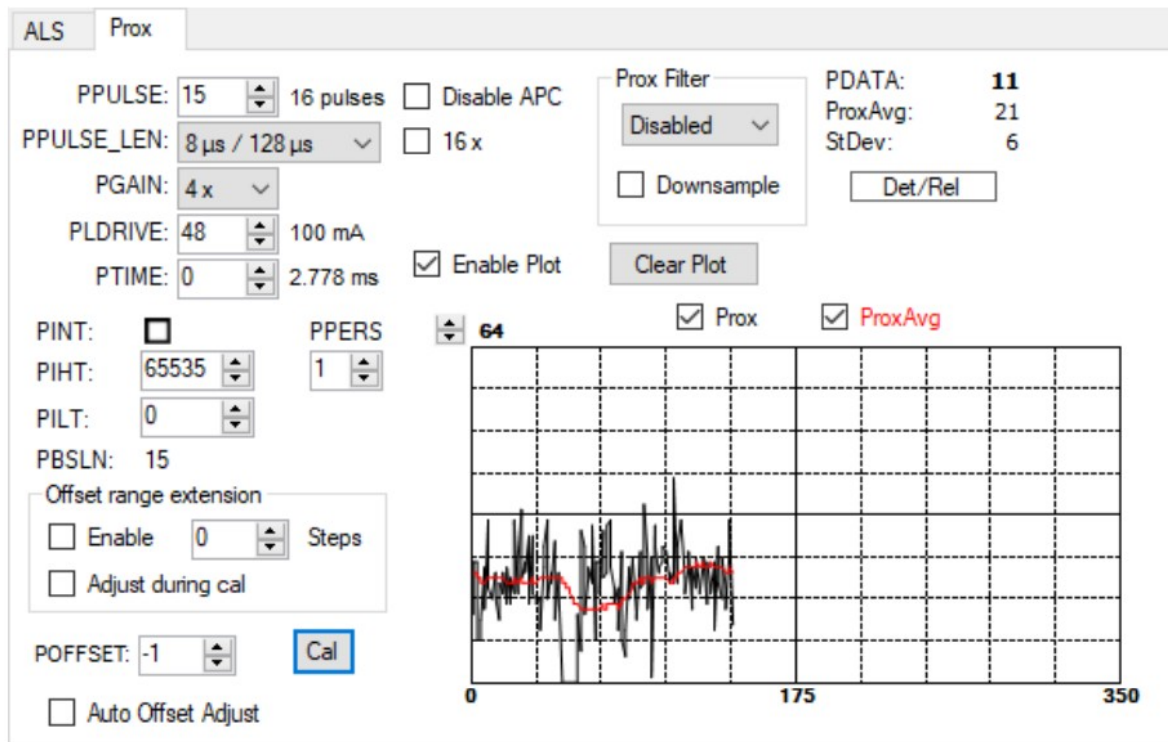 ALS Prox
PPULSE: 15 16 pulses Disable APC
PPULSE_LEN: 8 µs / 128 µs 16 x
PGAIN: 4 x
PLDRIVE: 48 100 mA
PTIME: 0 2.778 ms
Prox Filter
Disabled
Downsample
PDATA: 11
ProxAvg: 21
StDev: 6
Det/Rel
Enable Plot Clear Plot
PINT: PPERS
PIHT: 65535 1
PILT: 0
PBSLN: 15
Offset range extension
Enable 0 Steps
Adjust during cal
POFFSET: -1 Cal
Auto Offset Adjust
64 Prox ProxAvg
0 175 350